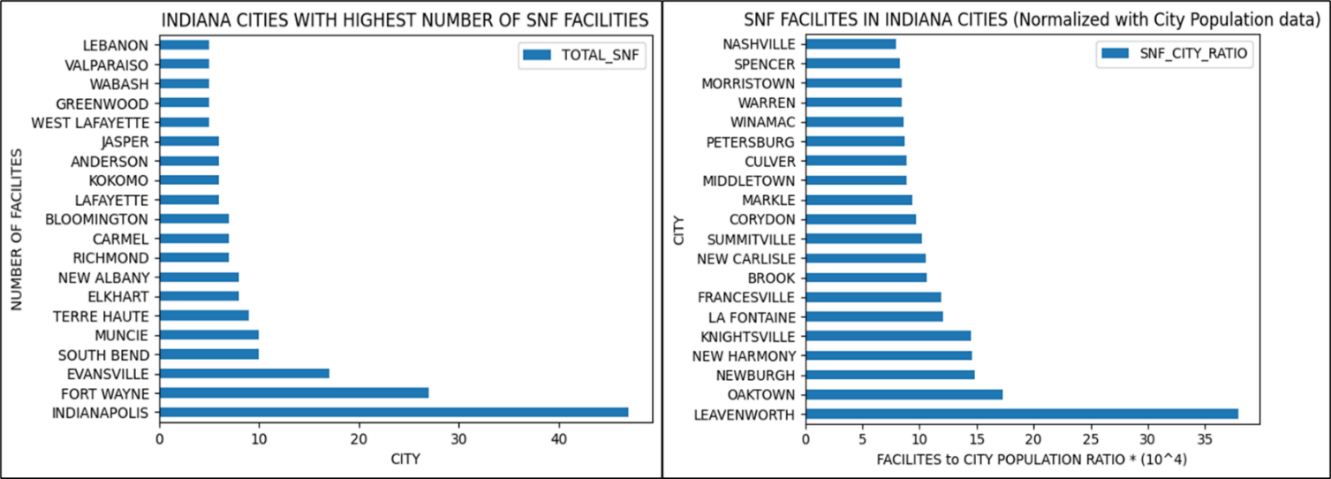 INDIANA CITIES WITH HIGHEST NUMBER OF SNF FACILITIES
TOTAL_SNF
NUMBER OF FACILITES
LEBANON
VALPARAISO
WABASH
GREENWOOD
WEST LAFAYETTE
JASPER
ANDERSON
KOKOMO
LAFAYETTE
BLOOMINGTON
CARMEL
RICHMOND
NEW ALBANY
ELKHART
TERRE HAUTE
MUNCIE
SOUTH BEND
EVANSVILLE
FORT WAYNE
INDIANAPOLIS
0 10 20 30 40
CITY
SNF FACILITES IN INDIANA CITIES (Normalized with City Population data)
SNF_CITY_RATIO
CITY
NASHVILLE
SPENCER
MORRISTOWN
WARREN
WINAMAC
PETERSBURG
CULVER
MIDDLETOWN
MARKLE
CORYDON
SUMMITVILLE
NEW CARLISLE
BROOK
FRANCESVILLE
LA FONTAINE
KNIGHTSVILLE
NEW HARMONY
NEWBURGH
OAKTOWN
LEAVENWORTH
0 5 10 15 20 25 30 35
FACILITES to CITY POPULATION RATIO * (10^4)